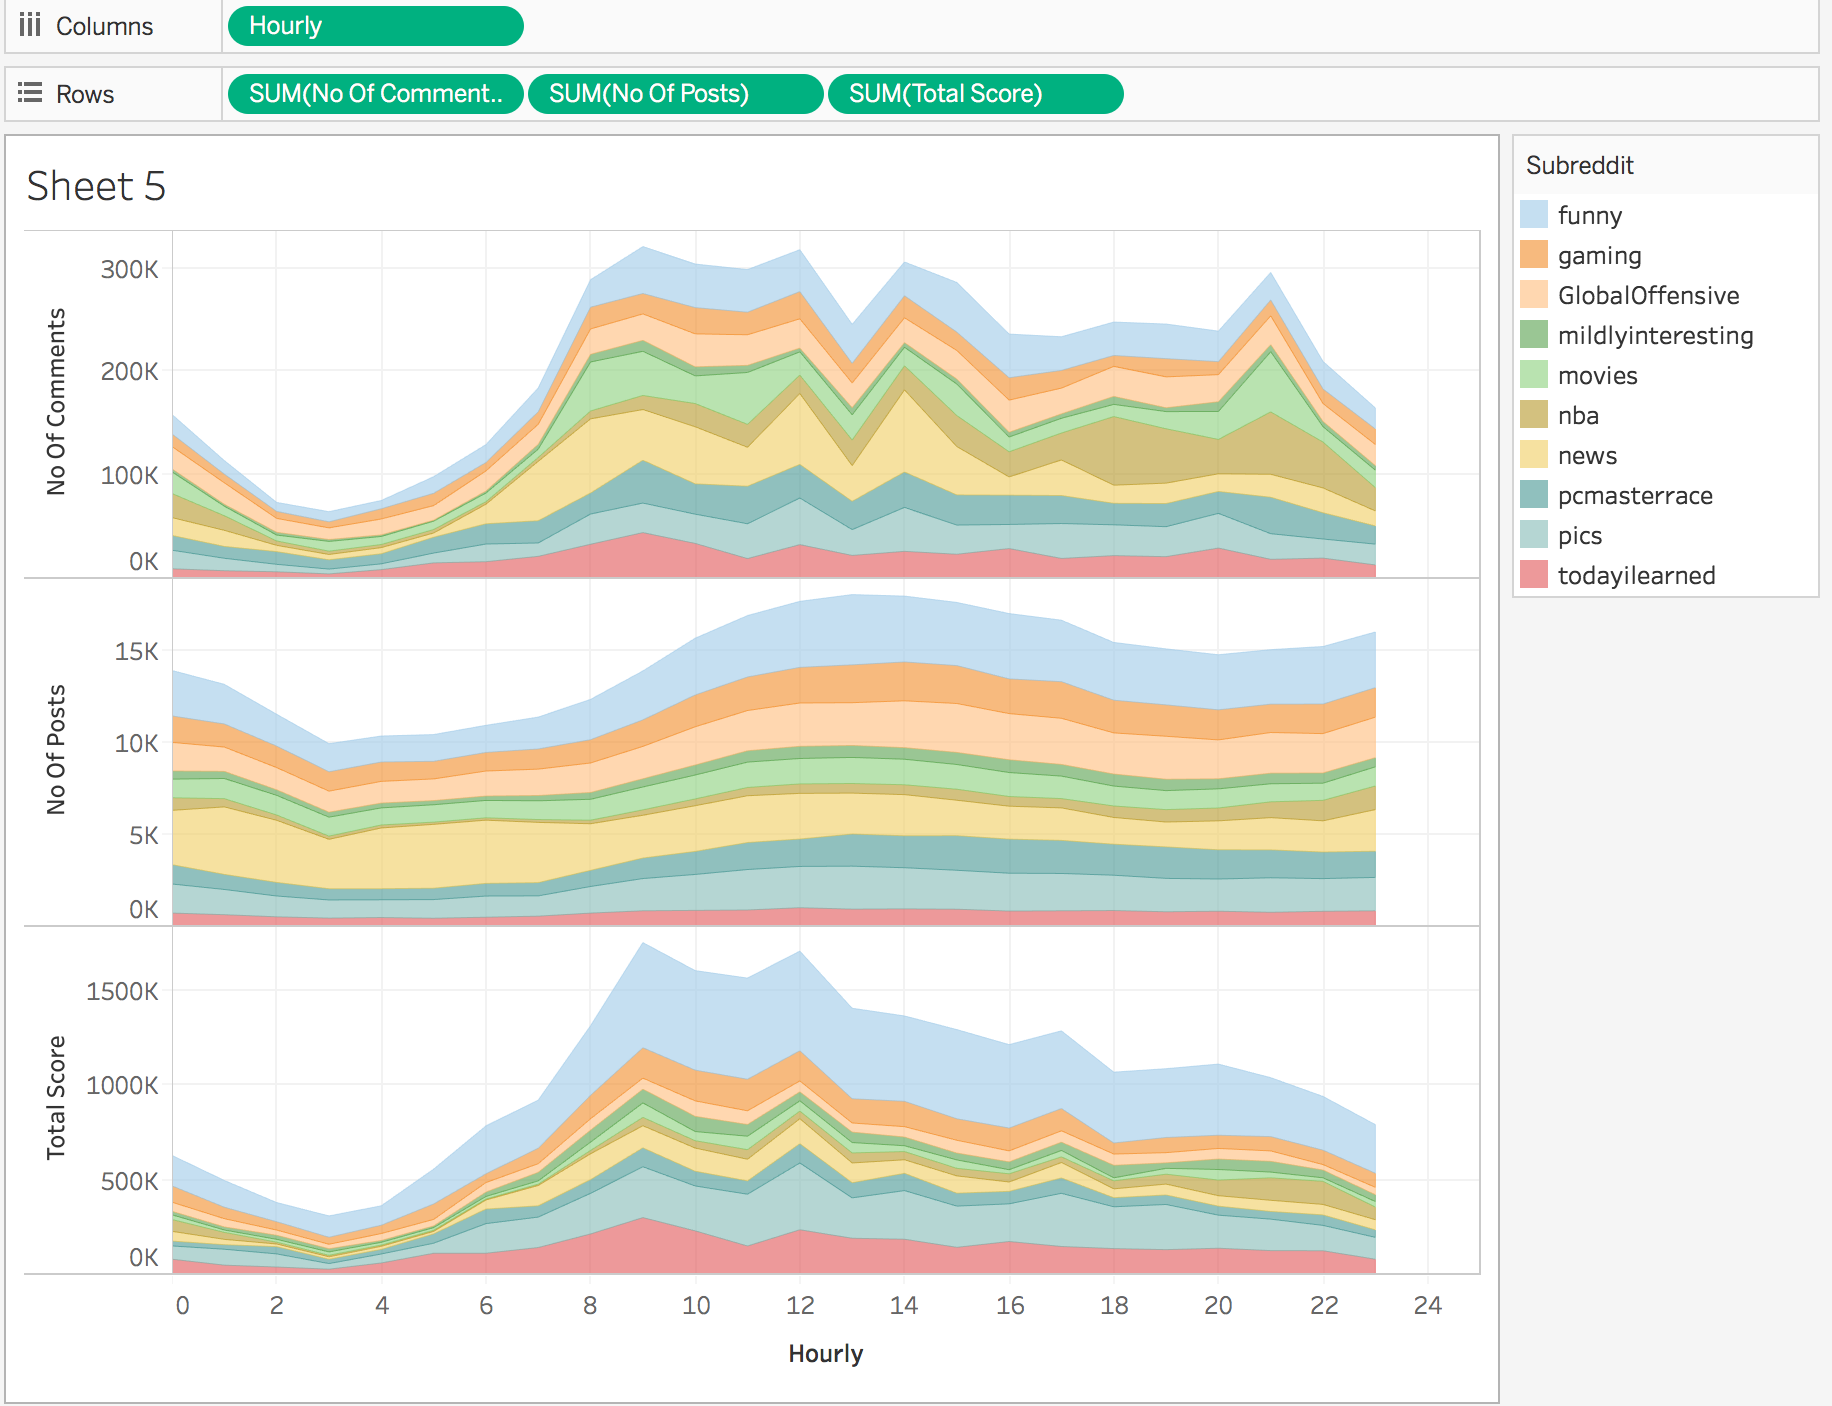 Columns
Hourly
Rows
SUM(No Of Comment..
SUM(No Of Posts)
SUM(Total Score)
Sheet 5
No Of Comments
300K
200K
100K
0K
No Of Posts
15K
10K
5K
0K
Total Score
1500K
1000K
500K
0K
0 2 4 6 8 10 12 14 16 18 20 22 24
Hourly
Subreddit
funny
gaming
GlobalOffensive
mildlyinteresting
movies
nba
news
pcmasterrace
pics
todayilearned